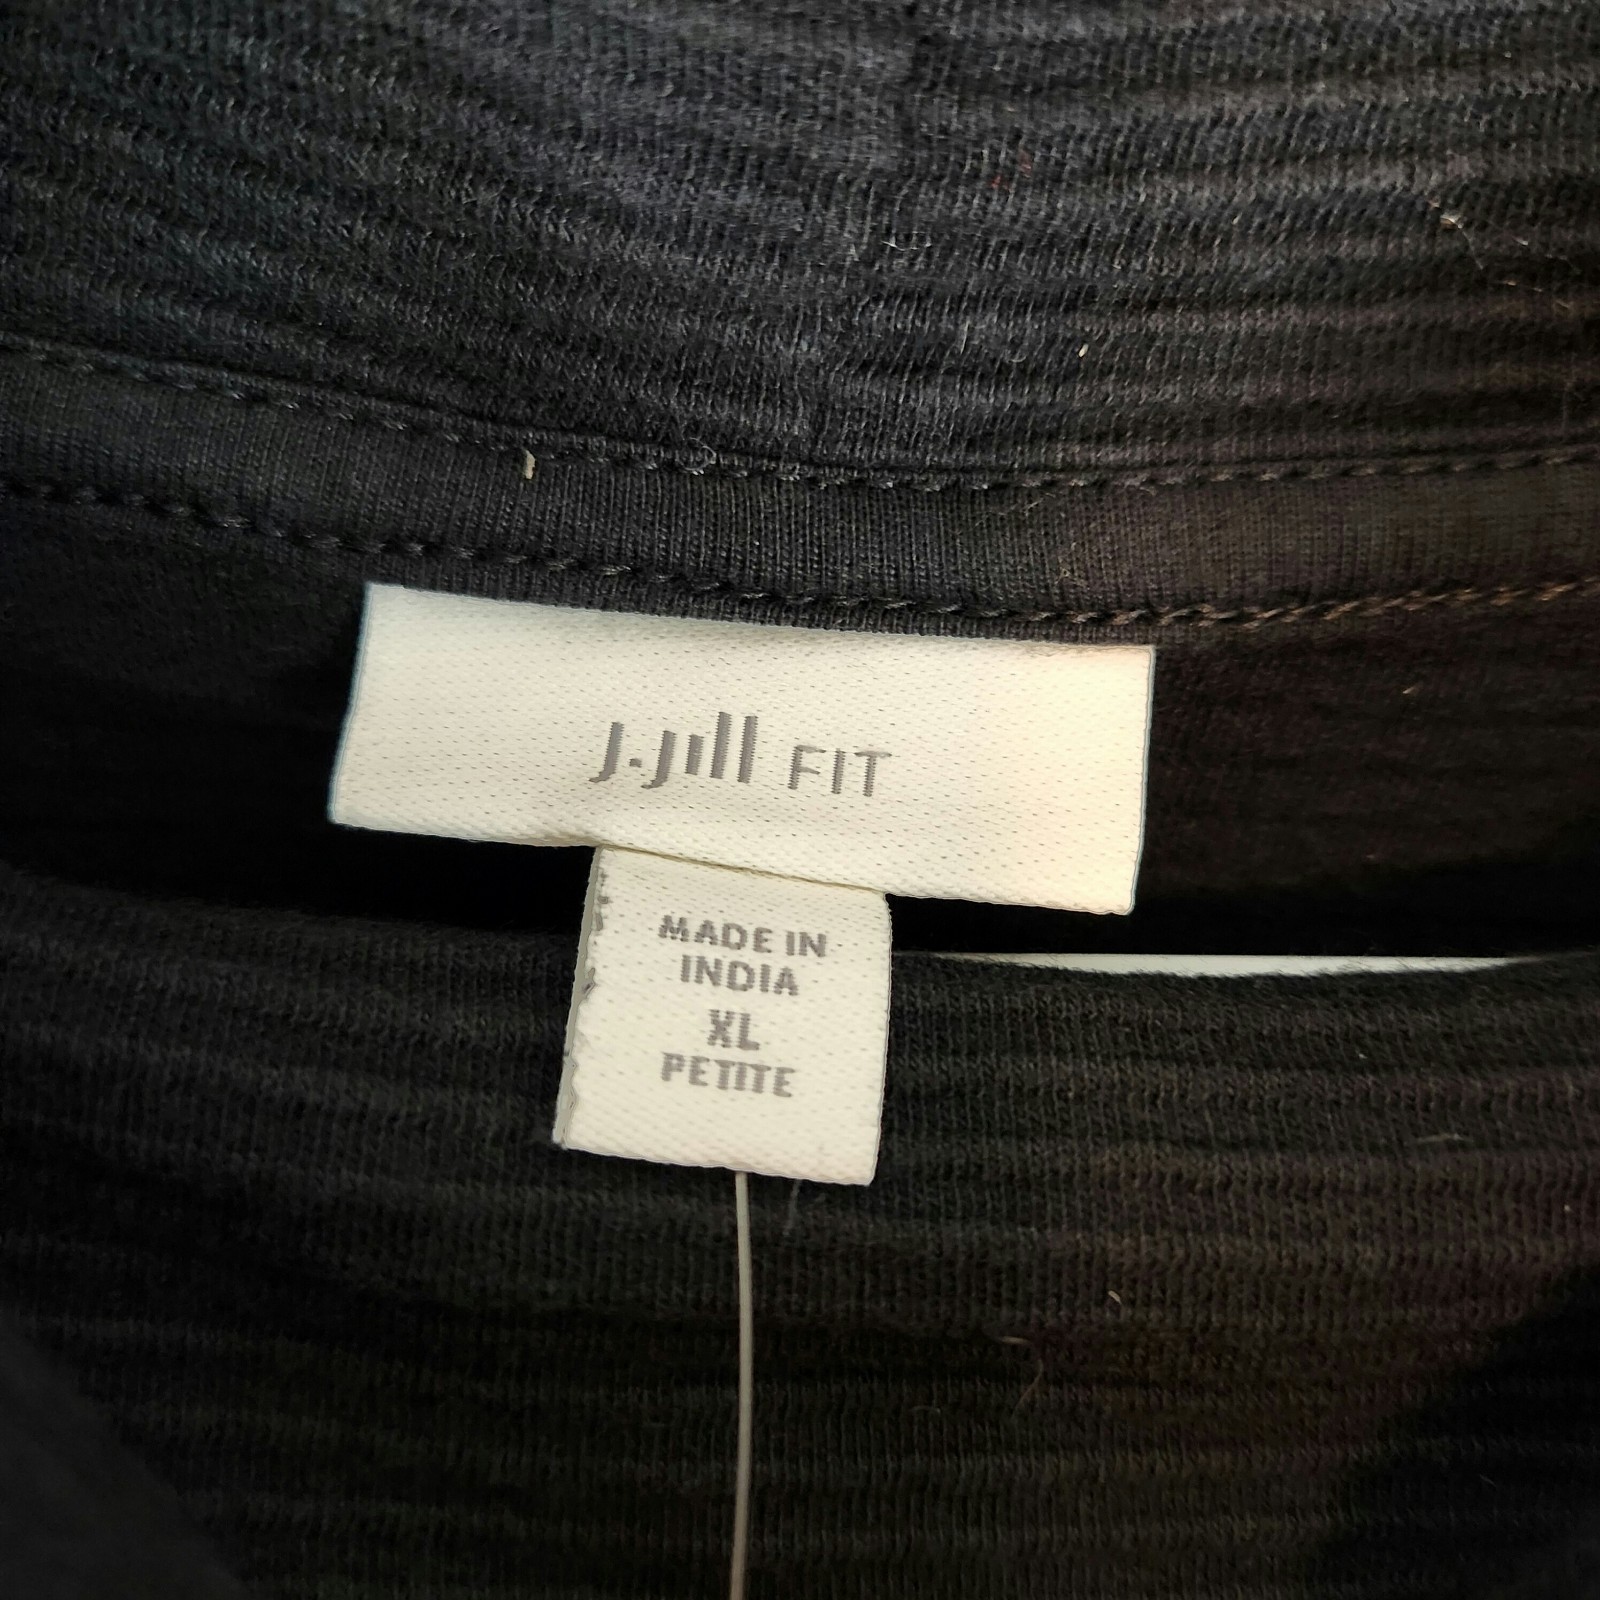 J.Jill FIT
MADE IN
INDIA
XL
PETITE